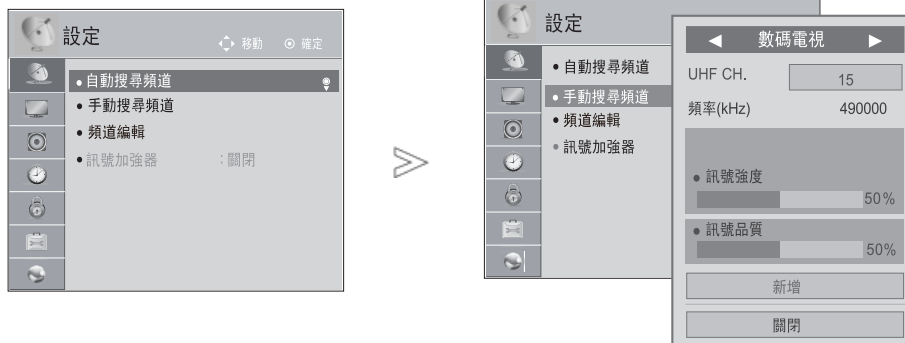 設定
移動 確定
• 自動搜尋頻道
• 手動搜尋頻道
• 頻道編輯
• 訊號加強器 : 關閉
設定
• 自動搜尋頻道
• 手動搜尋頻道
• 頻道編輯
• 訊號加強器
◀ 數碼電視 ▶
UHF CH. 15
頻率(kHz) 490000
• 訊號強度
50%
• 訊號品質
50%
新增
關閉